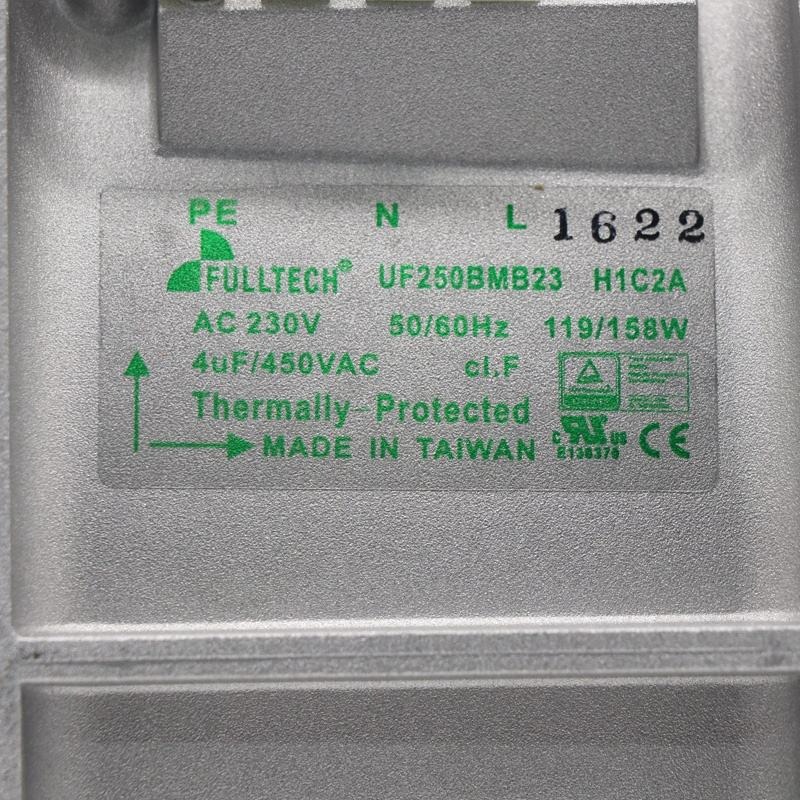 PE N L 1622
FULLTECH® UF250BMB23 H1C2A
AC 230V 50/60Hz 119/158W
4uF/450VAC cl.F
Thermally-Protected
MADE IN TAIWAN c US CE